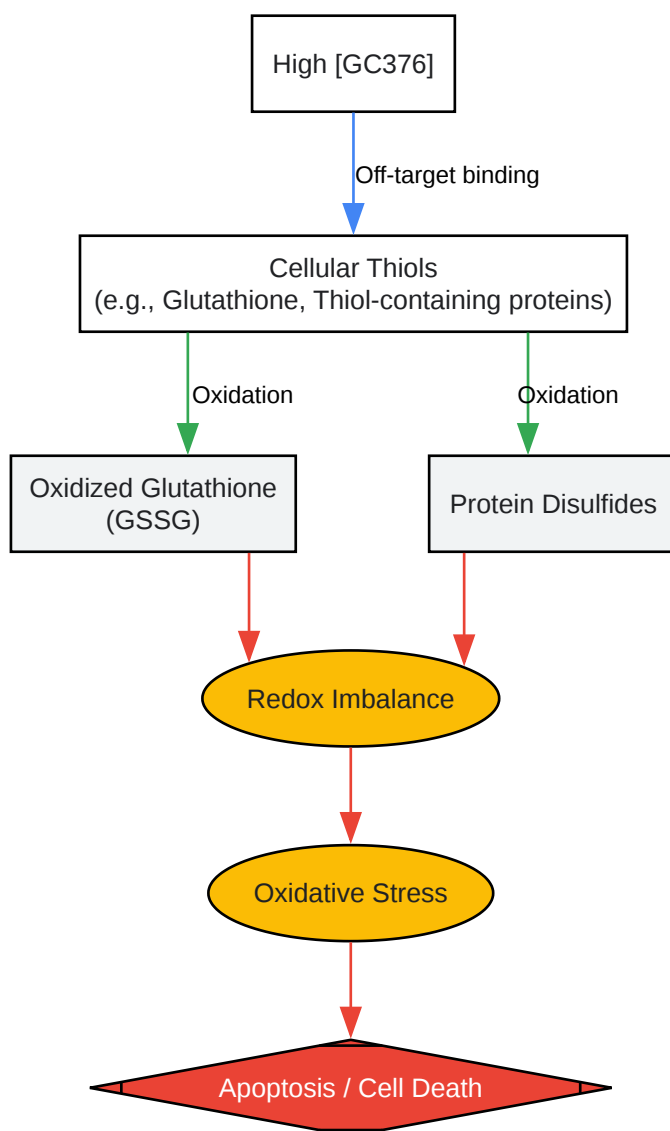 High [GC376]
Off-target binding
Cellular Thiols
(e.g., Glutathione, Thiol-containing proteins)
Oxidation
Oxidation
Oxidized Glutathione
(GSSG)
Protein Disulfides
Redox Imbalance
Oxidative Stress
Apoptosis / Cell Death